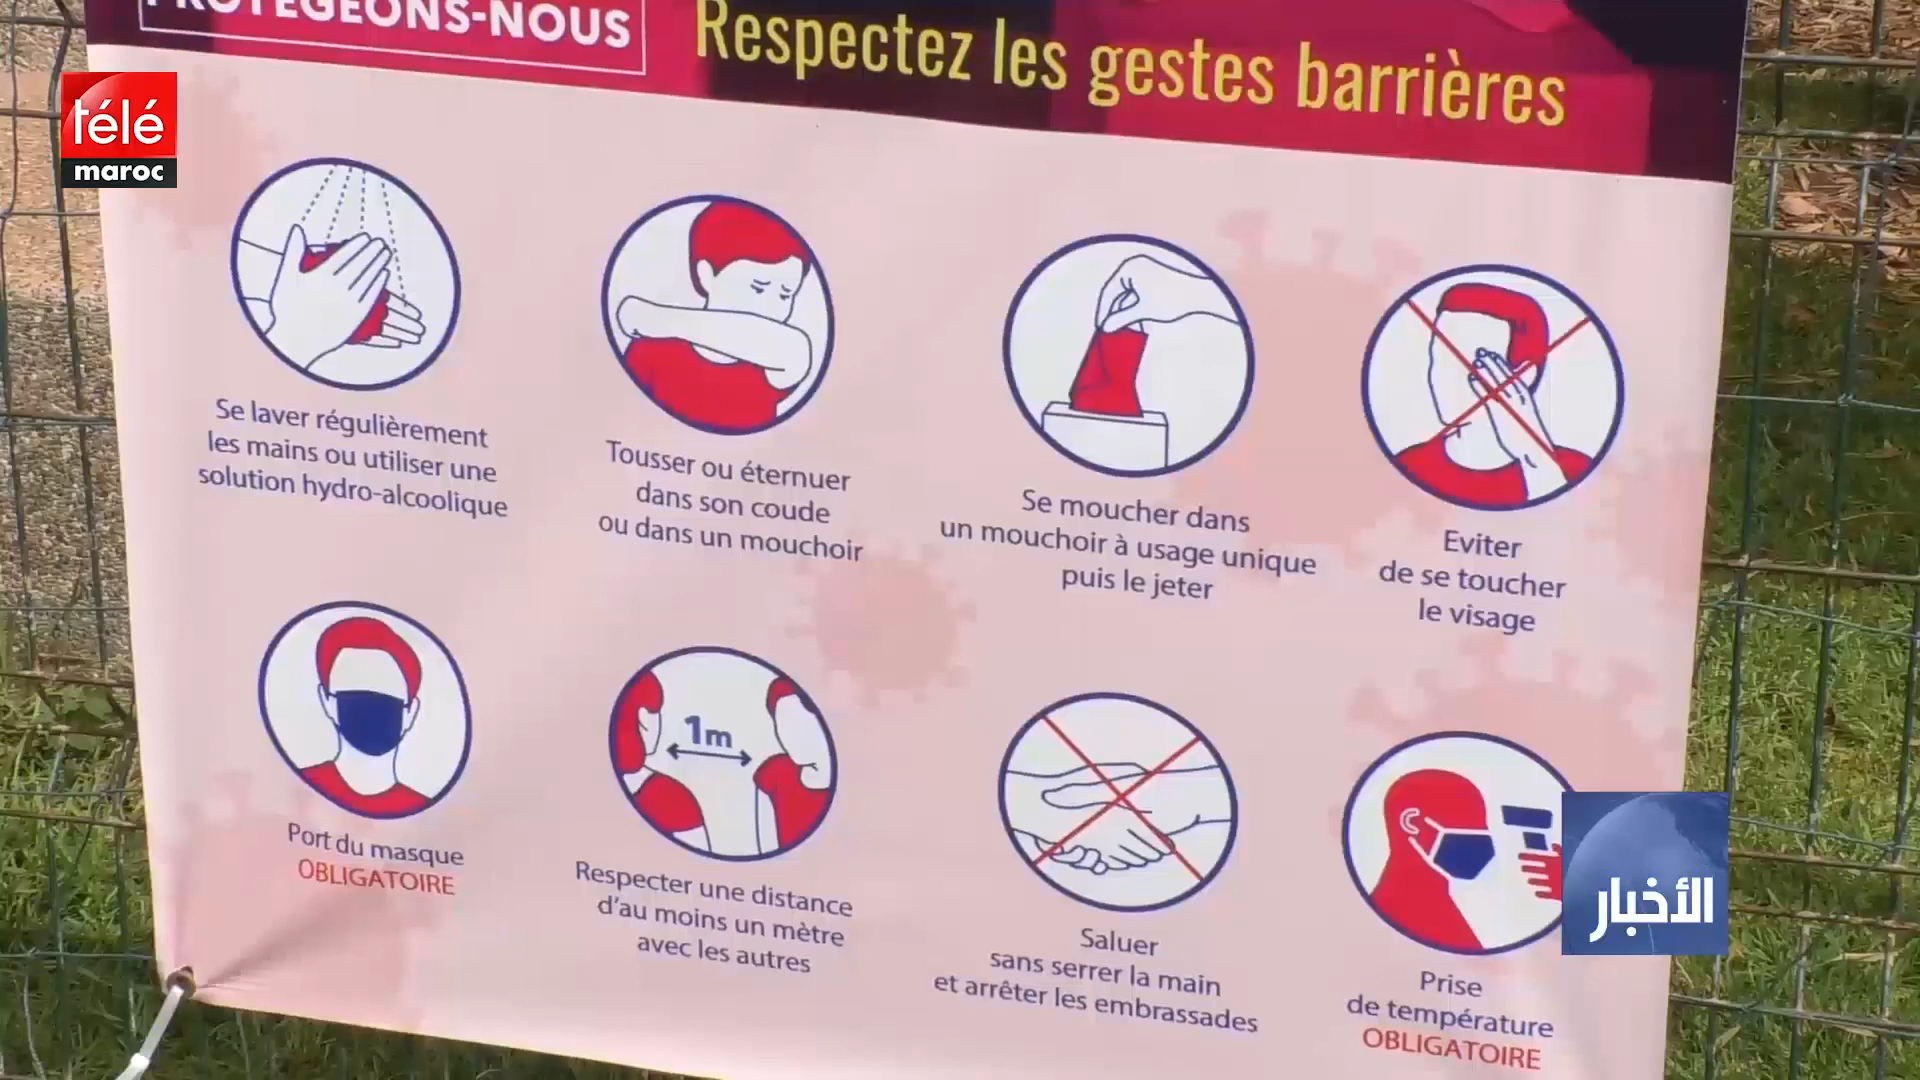 PROTÉGEONS-NOUS
Respectez les gestes barrières
télé
maroc
Se laver régulièrement
les mains ou utiliser une
solution hydro-alcoolique
Tousser ou éternuer
dans son coude
ou dans un mouchoir
Se moucher dans
un mouchoir à usage unique
puis le jeter
Eviter
de se toucher
le visage
Port du masque
OBLIGATOIRE
1m
Respecter une distance
d'au moins un mètre
avec les autres
Saluer
sans serrer la main
et arrêter les embrassades
Prise
de température
OBLIGATOIRE
الأخبار